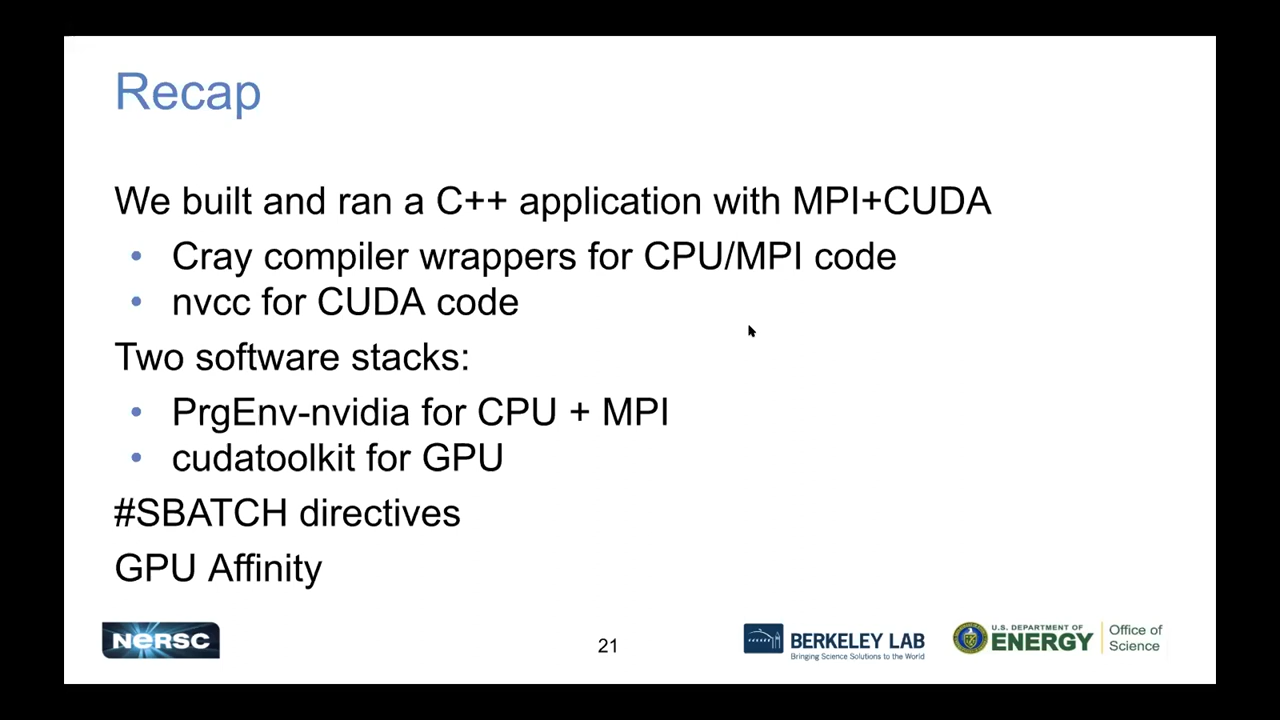 Recap
We built and ran a C++ application with MPI+CUDA
• Cray compiler wrappers for CPU/MPI code
• nvcc for CUDA code
Two software stacks:
• PrgEnv-nvidia for CPU + MPI
• cudatoolkit for GPU
#SBATCH directives
GPU Affinity
NERSC
21
BERKELEY LAB
Bringing Science Solutions to the World
U.S. DEPARTMENT OF
ENERGY
Office of
Science